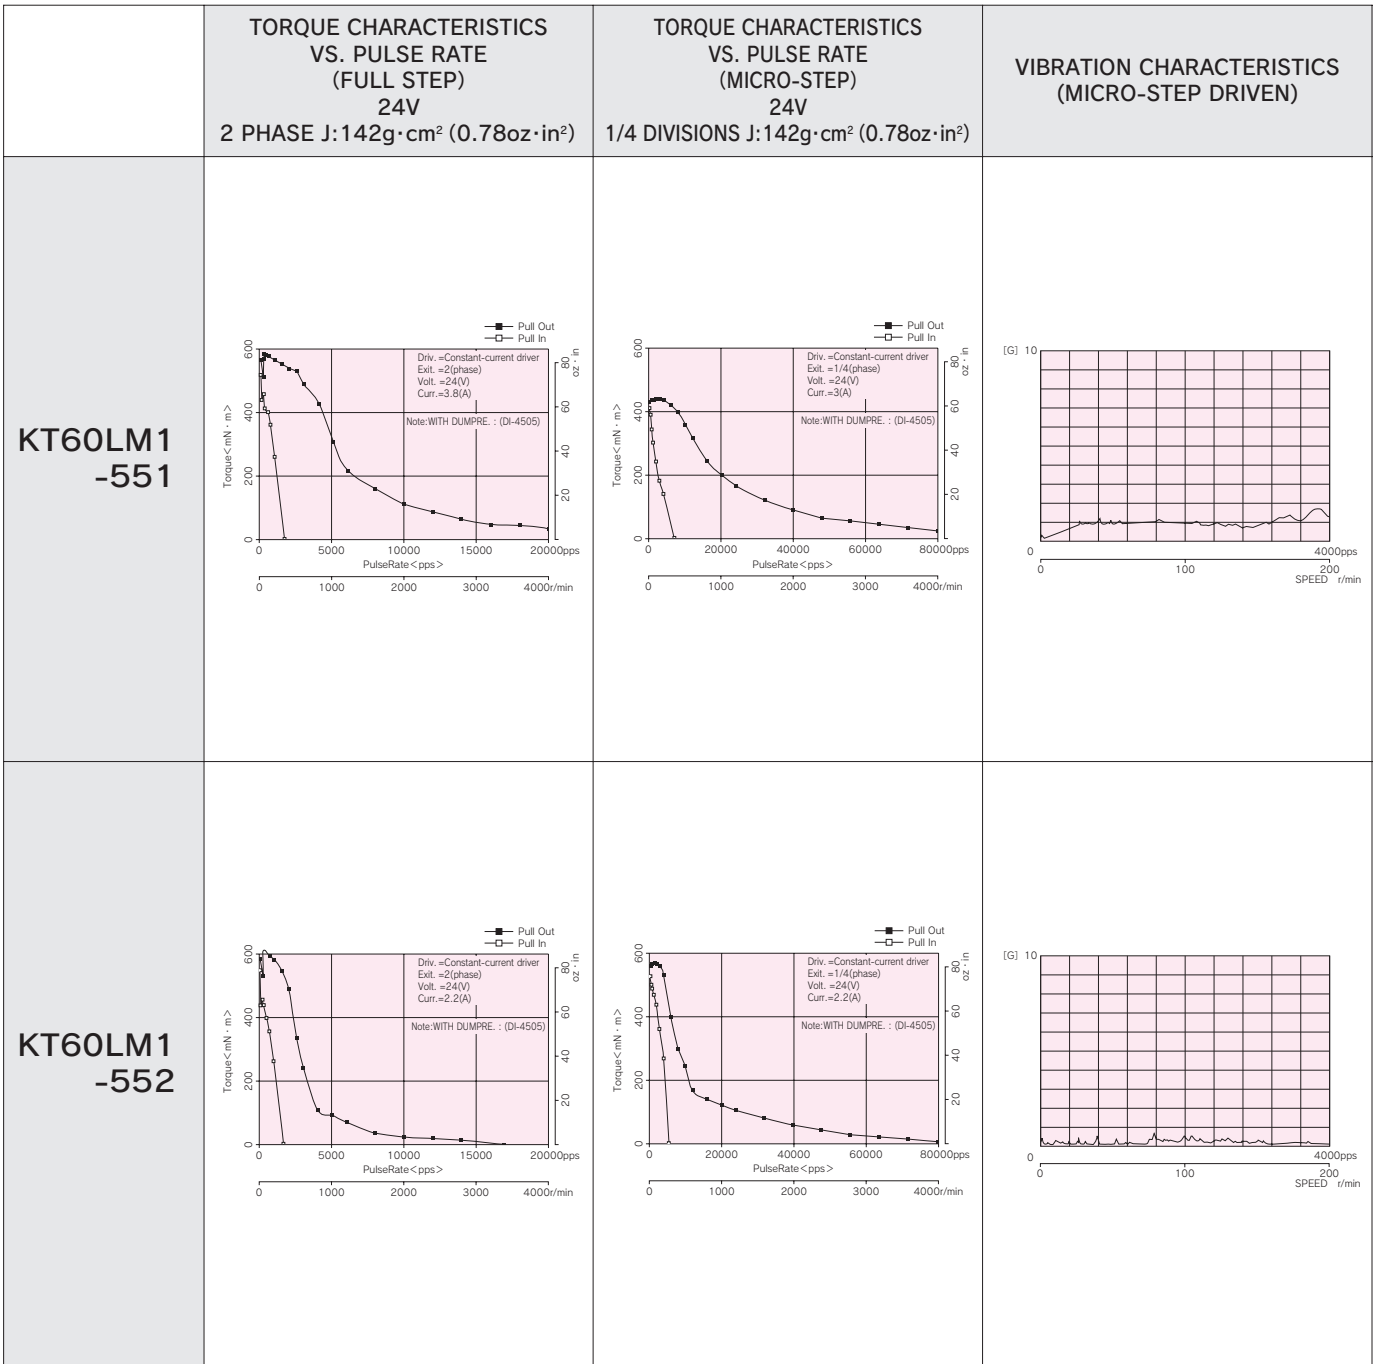 TORQUE CHARACTERISTICS
VS. PULSE RATE
(FULL STEP)
24V
2 PHASE J:142g·cm² (0.78oz·in²)
TORQUE CHARACTERISTICS
VS. PULSE RATE
(MICRO-STEP)
24V
1/4 DIVISIONS J:142g·cm² (0.78oz·in²)
VIBRATION CHARACTERISTICS
(MICRO-STEP DRIVEN)
KT60LM1
-551
Pull Out
Pull In
Driv. =Constant-current driver
Exit. =2(phase)
Volt. =24(V)
Curr.=3.8(A)
Note:WITH DUMPRE. : (DI-4505)
Torque<mN · m>
600
400
200
0
oz · in
80
60
40
20
0 5000 10000 15000 20000pps
PulseRate<pps>
0 1000 2000 3000 4000r/min
Pull Out
Pull In
Driv. =Constant-current driver
Exit. =1/4(phase)
Volt. =24(V)
Curr.=3(A)
Note:WITH DUMPRE. : (DI-4505)
Torque<mN · m>
600
400
200
0
oz · in
80
60
40
20
0 20000 40000 60000 80000pps
PulseRate<pps>
0 1000 2000 3000 4000r/min
[G] 10
0 4000pps
0 100 200
SPEED r/min
KT60LM1
-552
Pull Out
Pull In
Driv. =Constant-current driver
Exit. =2(phase)
Volt. =24(V)
Curr.=2.2(A)
Note:WITH DUMPRE. : (DI-4505)
Torque<mN · m>
600
400
200
0
oz · in
80
60
40
20
0 5000 10000 15000 20000pps
PulseRate<pps>
0 1000 2000 3000 4000r/min
Pull Out
Pull In
Driv. =Constant-current driver
Exit. =1/4(phase)
Volt. =24(V)
Curr.=2.2(A)
Note:WITH DUMPRE. : (DI-4505)
Torque<mN · m>
600
400
200
0
oz · in
80
60
40
20
0 20000 40000 60000 80000pps
PulseRate<pps>
0 1000 2000 3000 4000r/min
[G] 10
0 4000pps
0 100 200
SPEED r/min